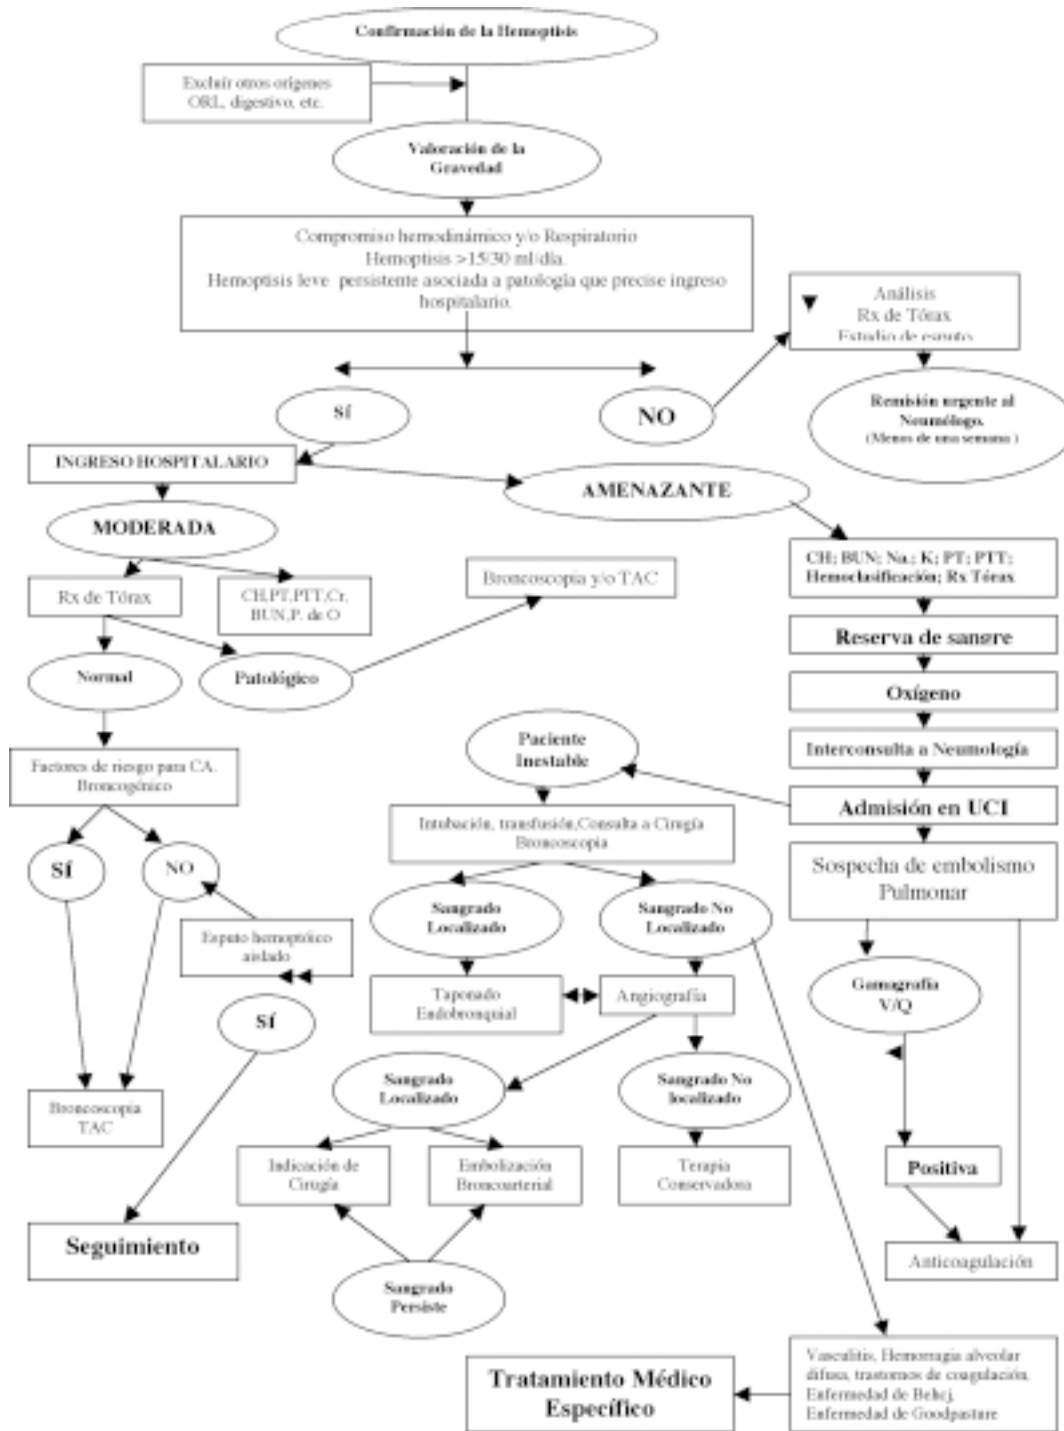 Confirmación de la Hemoptisis
Excluír otros orígenes
ORL, digestivo, etc.
Valoración de la
Gravedad
Compromiso hemodinámico y/o Respiratorio
Hemoptisis >15/30 ml/día.
Hemoptisis leve persistente asociada a patología que precise ingreso
hospitalario.
Análisis
Rx de Tórax
Estudio de esputo
Sí
NO
Remisión urgente al
Neumólogo.
(Menos de una semana )
INGRESO HOSPITALARIO
AMENAZANTE
MODERADA
CH; BUN; Na.; K; PT; PTT;
Hemoclasificación; Rx Tórax
Rx de Tórax
CH,PT,PTT,Cr,
BUN,P. de O
Broncoscopia y/o TAC
Reserva de sangre
Normal
Patológico
Oxígeno
Paciente
Inestable
Interconsulta a Neumología
Factores de riesgo para CA.
Broncogénico
Admisión en UCI
Intubación, transfusión,Consulta a Cirugía
Broncoscopia
Sospecha de embolismo
Pulmonar
SÍ
NO
Sangrado
Localizado
Sangrado No
Localizado
Esputo hemoptóico
aislado
Gamagrafía
V/Q
Taponado
Endobronquial
Angiografía
SÍ
Sangrado
Localizado
Sangrado No
localizado
Broncoscopia
TAC
Indicación de
Cirugía
Embolización
Broncoarterial
Terapia
Conservadora
Positiva
Seguimiento
Anticoagulación
Sangrado
Persiste
Tratamiento Médico
Específico
Vasculitis, Hemorragia alveolar
difusa, trastornos de coagulación,
Enfermedad de Behcj,
Enfermedad de Goodpasture